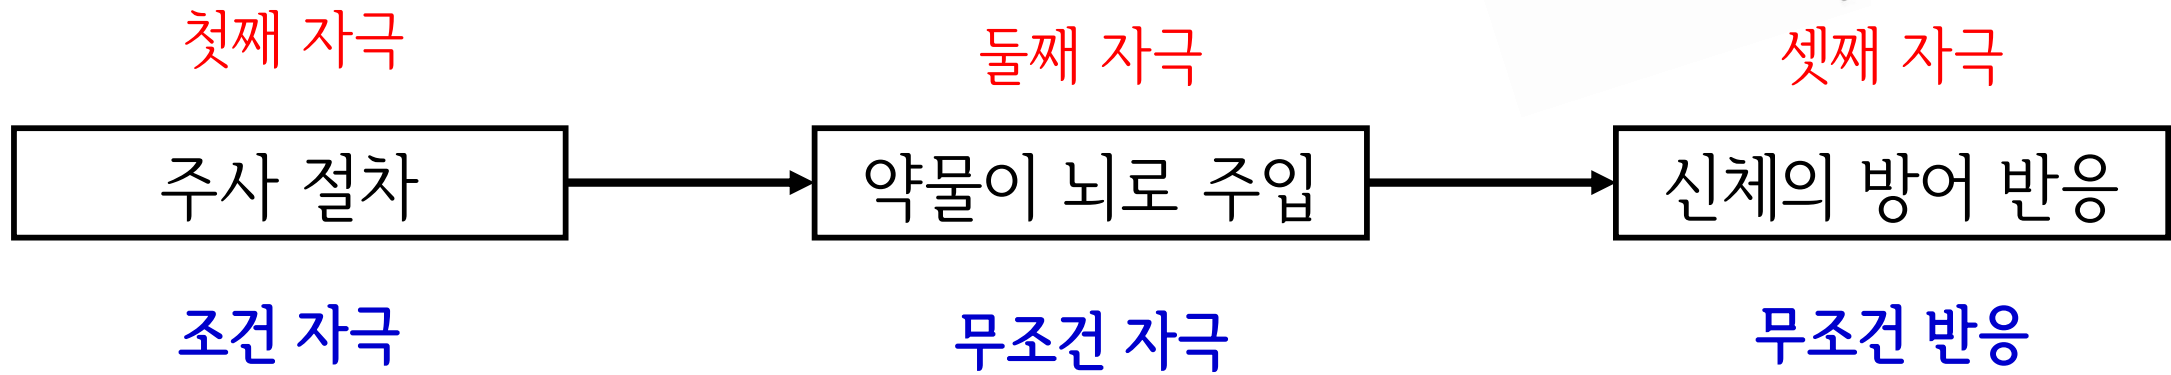 첫째 자극
둘째 자극
셋째 자극
주사 절차
약물이 뇌로 주입
신체의 방어 반응
조건 자극
무조건 자극
무조건 반응